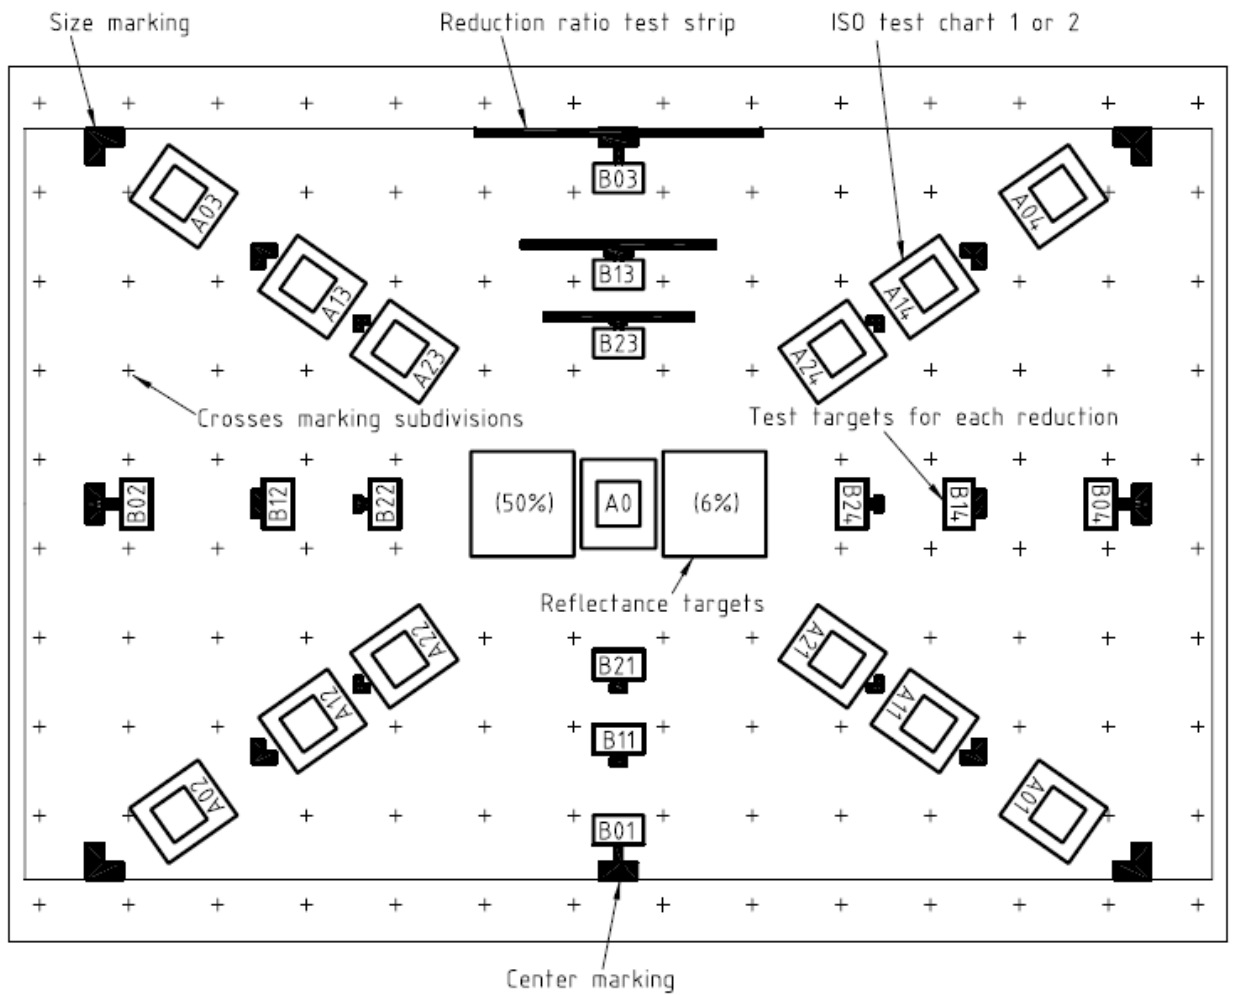 Size marking
Reduction ratio test strip
ISO test chart 1 or 2
B03
A03
A04
B13
A13
A14
B23
A23
A24
Crosses marking subdivisions
Test targets for each reduction
B02
B12
B22
(50%)
A0
(6%)
B24
B14
B04
Reflectance targets
A22
B21
A21
A12
B11
A11
A02
B01
A01
Center marking